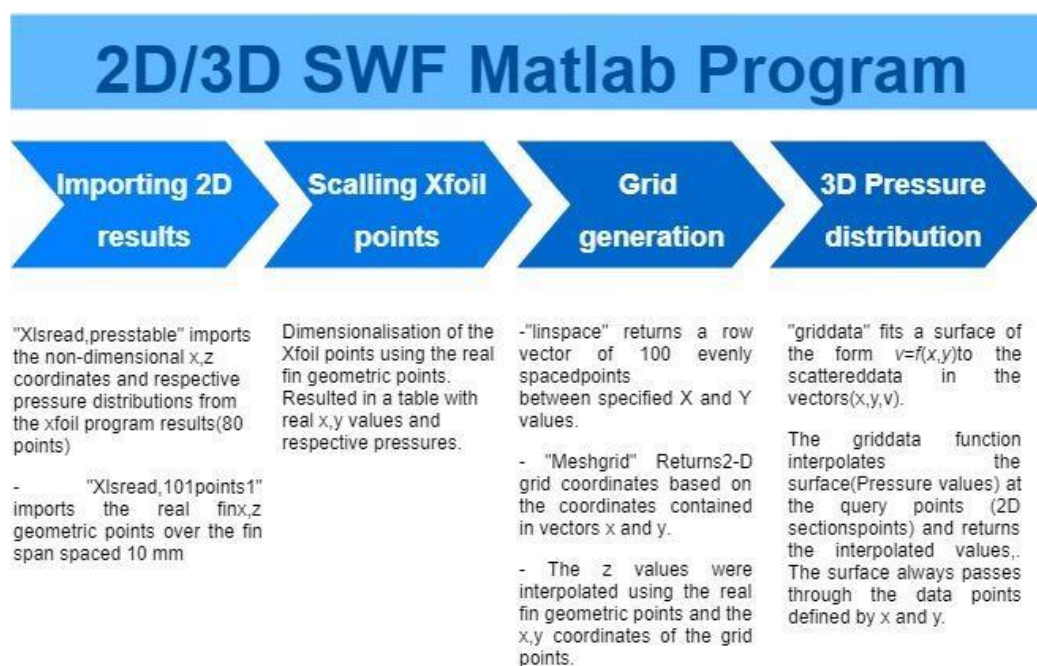 2D/3D SWF Matlab Program
Importing 2D
results
Scalling Xfoil
points
Grid
generation
3D Pressure
distribution
"Xlsread,presstable" imports
the non-dimensional x,z
coordinates and respective
pressure distributions from
the xfoil program results(80
points)
- "Xlsread,101points1"
imports the real finx,z
geometric points over the fin
span spaced 10 mm
Dimensionalisation of the
Xfoil points using the real
fin geometric points.
Resulted in a table with
real x,y values and
respective pressures.
-"linspace" returns a row
vector of 100 evenly
spacedpoints
between specified X and Y
values.
- "Meshgrid" Returns2-D
grid coordinates based on
the coordinates contained
in vectors x and y.
- The z values were
interpolated using the real
fin geometric points and the
x,y coordinates of the grid
points.
"griddata" fits a surface of
the form v=f(x,y)to the
scattereddata in the
vectors(x,y,v).
The griddata function
interpolates the
surface(Pressure values) at
the query points (2D
sectionspoints) and returns
the interpolated values,.
The surface always passes
through the data points
defined by x and y.